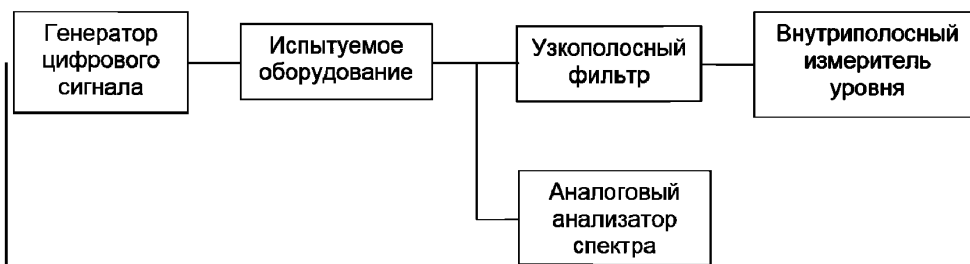 Генератор
цифрового
сигнала
Испытуемое
оборудование
Узкополосный
фильтр
Внутриполосный
измеритель
уровня
Аналоговый
анализатор
спектра